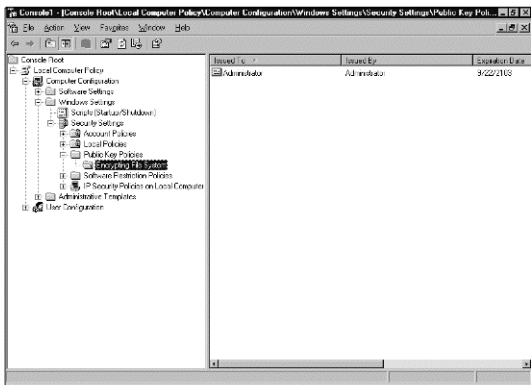 Console1 - [Console Root\Local Computer Policy\Computer Configuration\Windows Settings\Security Settings\Public Key Poli...
File Action View Favorites Window Help
Console Root
Local Computer Policy
Computer Configuration
Software Settings
Windows Settings
Scripts (Startup/Shutdown)
Security Settings
Account Policies
Local Policies
Public Key Policies
Encrypting File System
Software Restriction Policies
IP Security Policies on Local Computer
Administrative Templates
User Configuration
Issued To Issued By Expiration Date
Administrator Administrator 9/22/2103